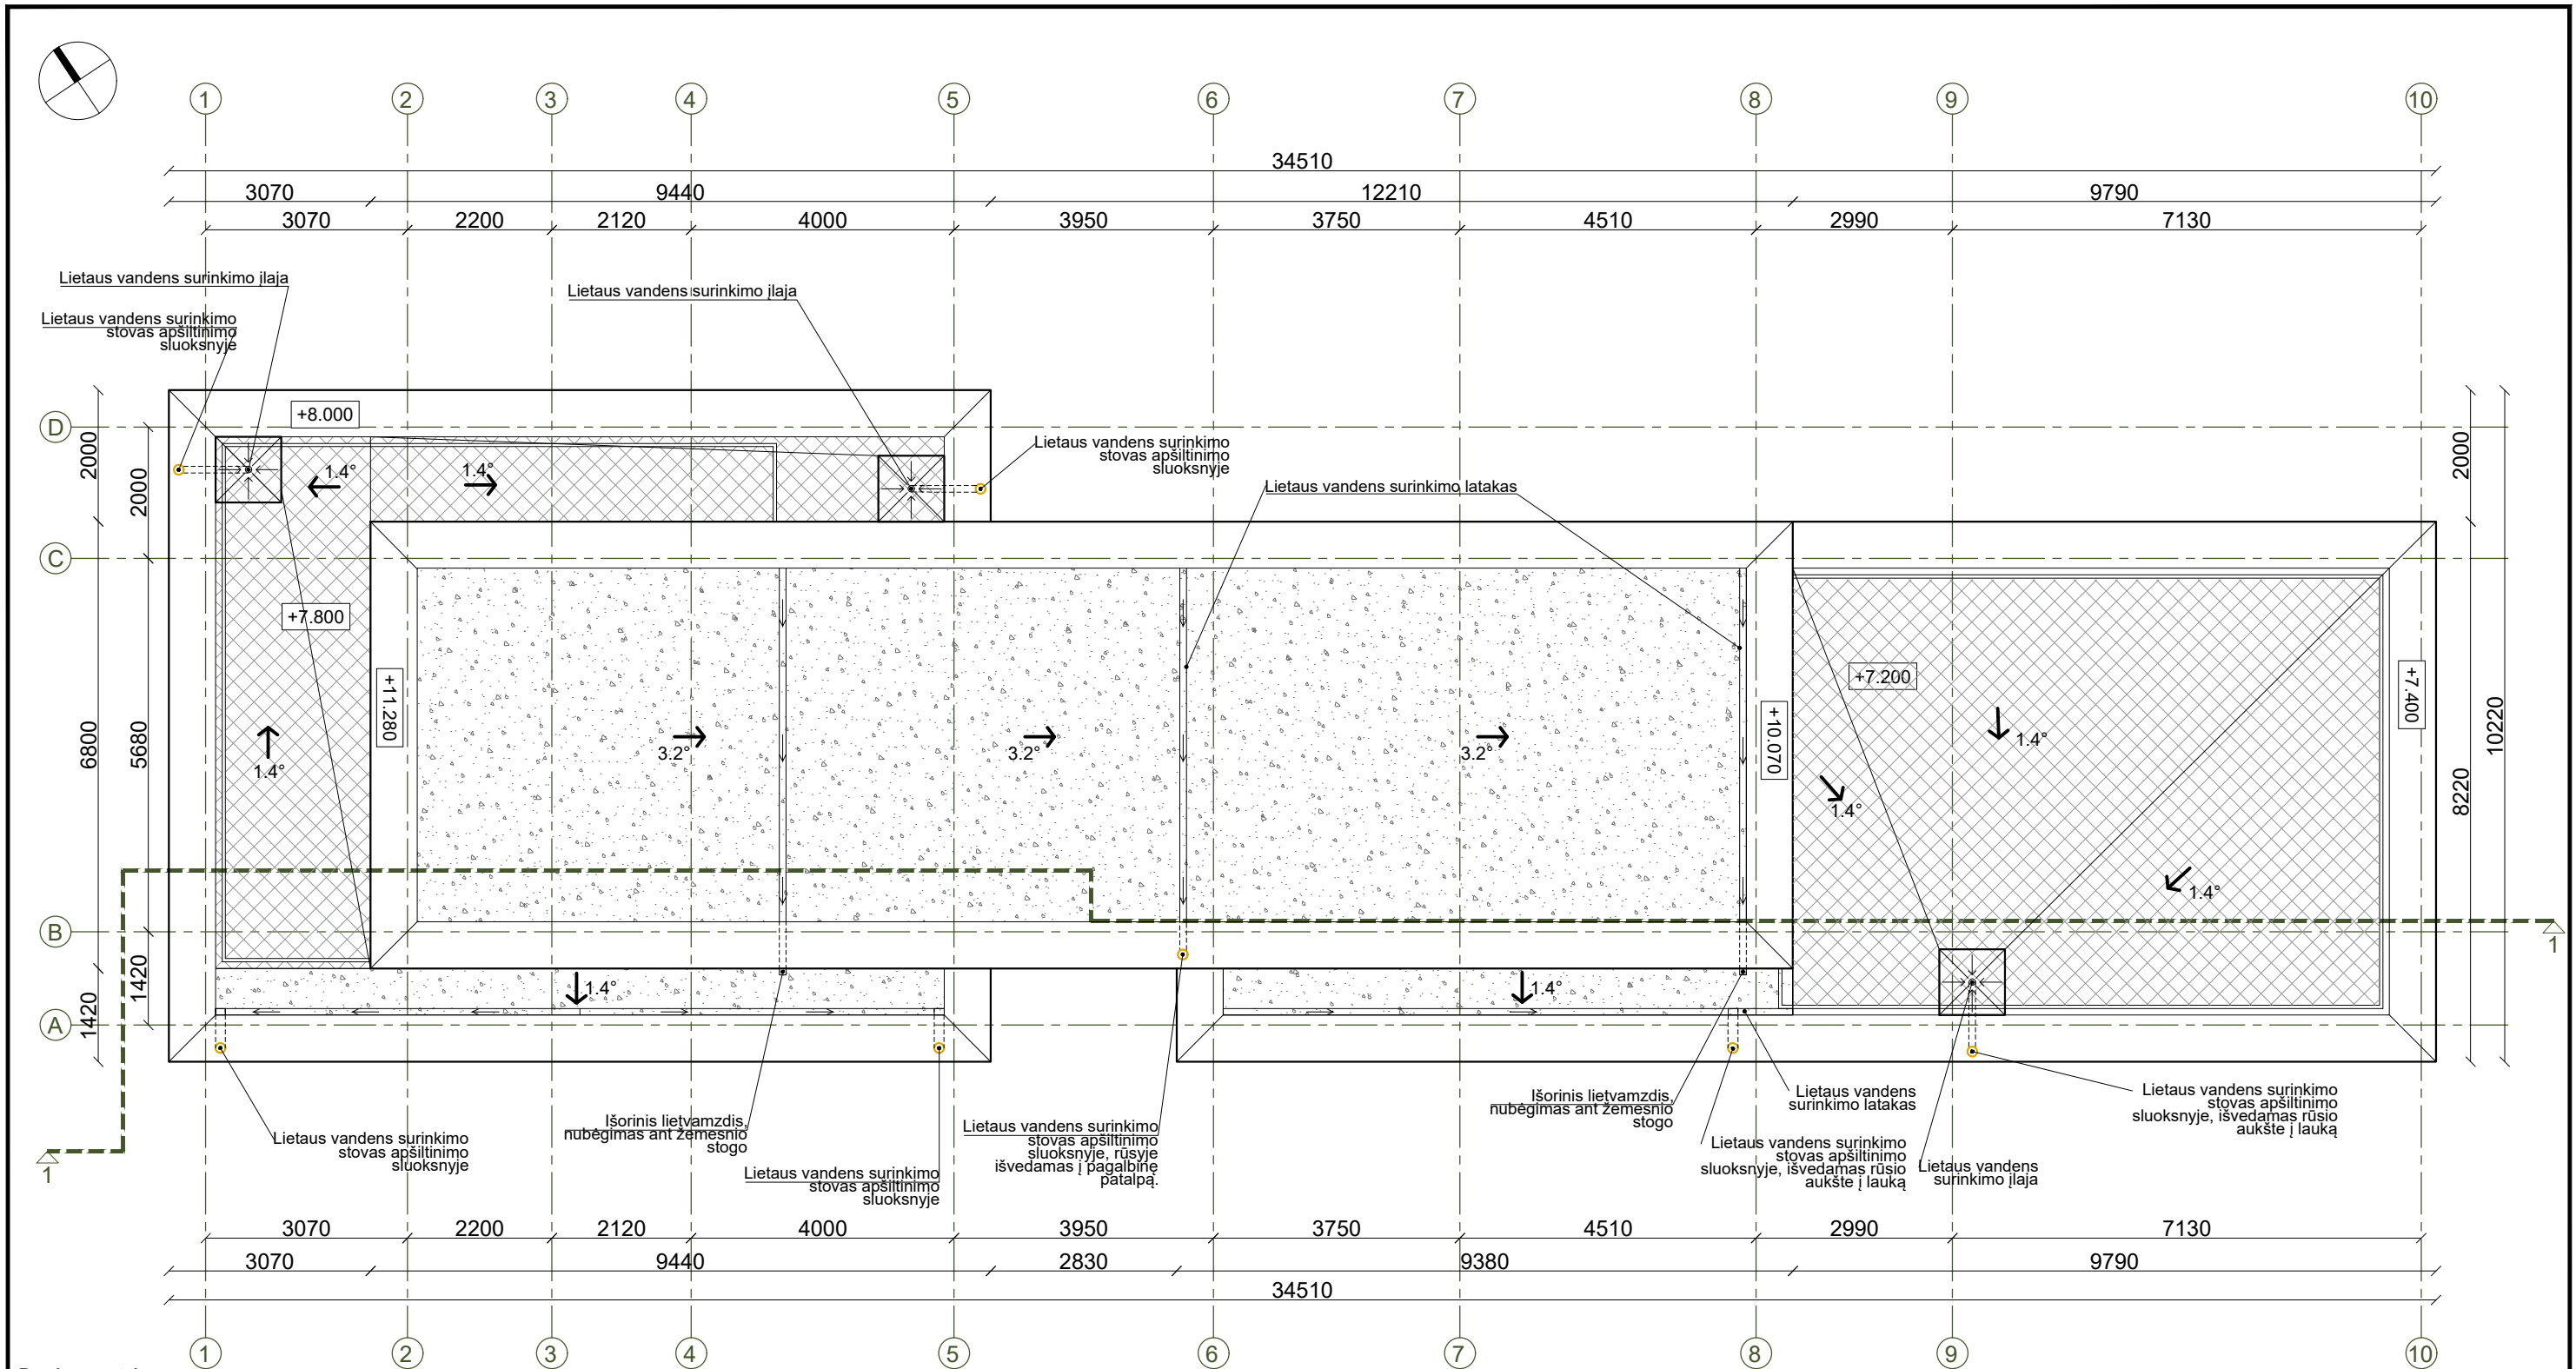 1 2 3 4 5 6 7 8 9 10
34510
3070 9440 12210 9790
3070 2200 2120 4000 3950 3750 4510 2990 7130
Lietaus vandens surinkimo įlaja
Lietaus vandens surinkimo įlaja
Lietaus vandens surinkimo
stovas apšiltinimo
sluoksnyje
D
+8.000
2000
2000
2000
1.4°
1.4°
Lietaus vandens surinkimo
stovas apšiltinimo
sluoksnyje
Lietaus vandens surinkimo latakas
C
+7.800
+11.280
6800
5680
1.4°
3.2°
3.2°
3.2°
+10.070
+7.200
1.4°
1.4°
1.4°
+7.400
8220
10220
B
1
1420
1420
A
1.4°
1.4°
1
Lietaus vandens surinkimo
stovas apšiltinimo
sluoksnyje
Išorinis lietvamzdis,
nubėgimas ant žemesnio
stogo
Lietaus vandens surinkimo
stovas apšiltinimo
sluoksnyje
Lietaus vandens surinkimo
stovas apšiltinimo
sluoksnyje, rūsyje
išvedamas į pagalbinę
patalpą.
Išorinis lietvamzdis,
nubėgimas ant žemesnio
stogo
Lietaus vandens
surinkimo latakas
Lietaus vandens surinkimo
stovas apšiltinimo
sluoksnyje, išvedamas rūsio
aukšte į lauką
Lietaus vandens
surinkimo įlaja
Lietaus vandens surinkimo
stovas apšiltinimo
sluoksnyje, išvedamas rūsio
aukšte į lauką
3070 2200 2120 4000 3950 3750 4510 2990 7130
3070 9440 2830 9380 9790
34510
1 2 3 4 5 6 7 8 9 10